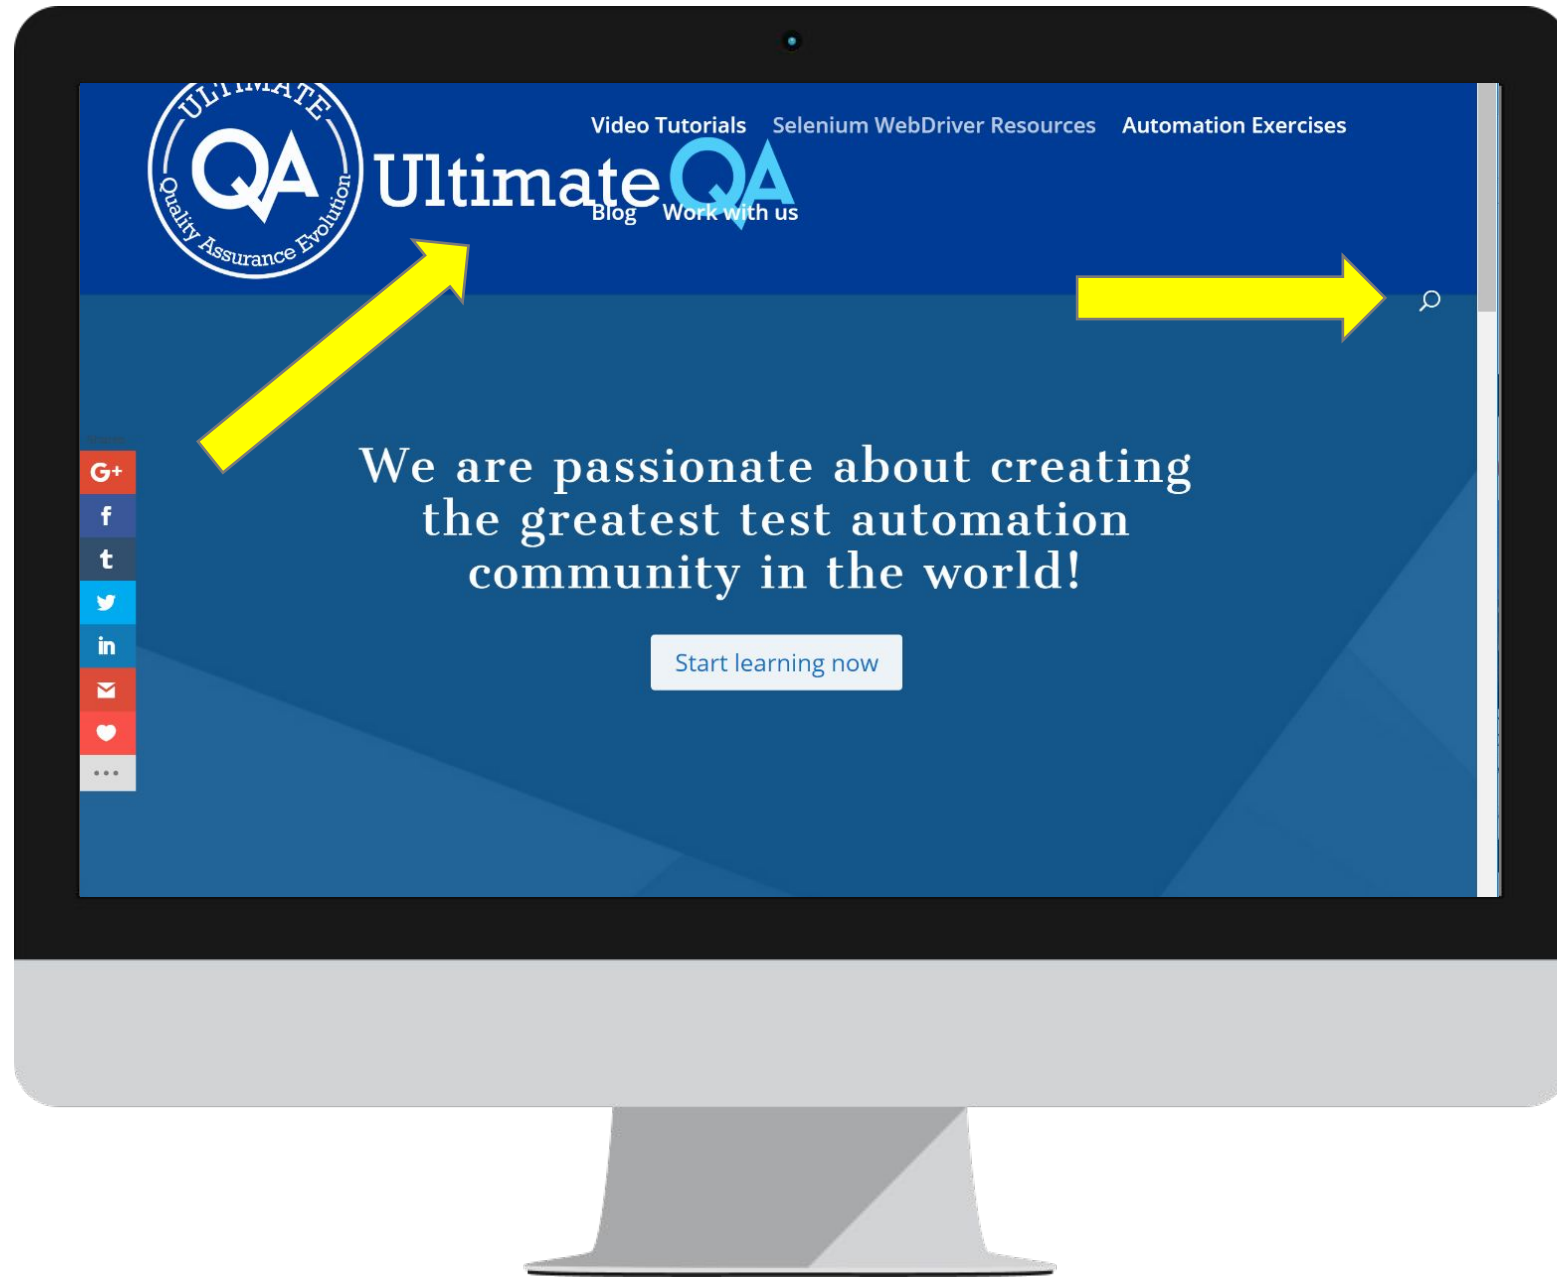 ULTIMATE
QA
Quality Assurance Evolution
Ultimate QA
Video Tutorials Selenium WebDriver Resources Automation Exercises
Blog Work with us
We are passionate about creating
the greatest test automation
community in the world!
Start learning now
G+
f
t
in